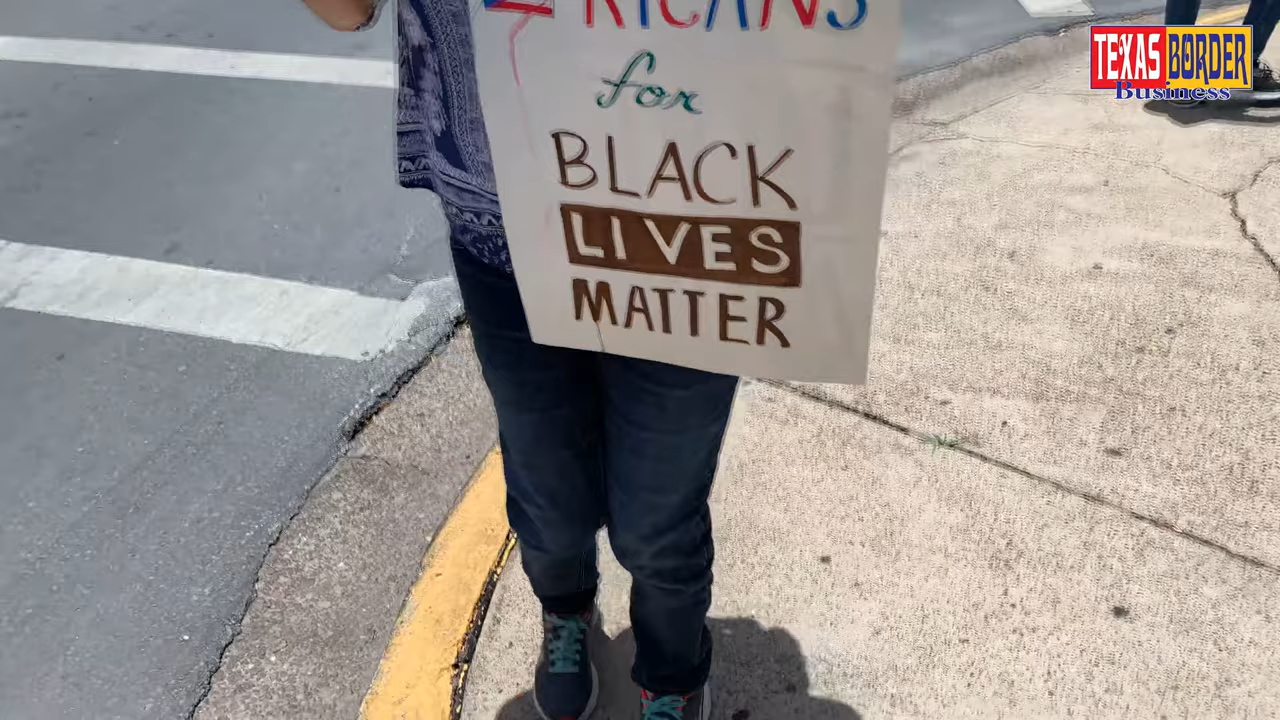 RICANS
for
BLACK
LIVES
MATTER
TEXAS BORDER
Business